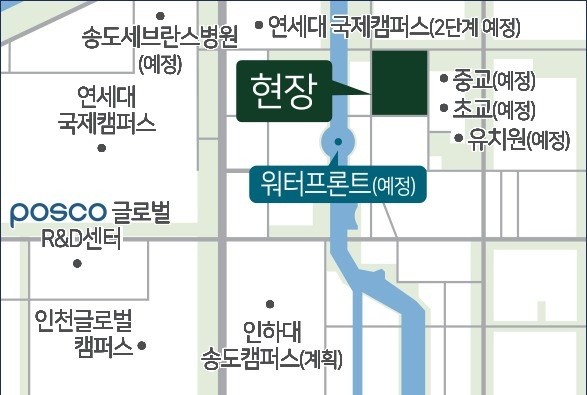 송도세브란스병원
(예정)
연세대 국제캠퍼스(2단계 예정)
현장
중교(예정)
초교(예정)
유치원(예정)
연세대
국제캠퍼스
워터프론트(예정)
posco 글로벌
R&D센터
인천글로벌
캠퍼스
인하대
송도캠퍼스(계획)